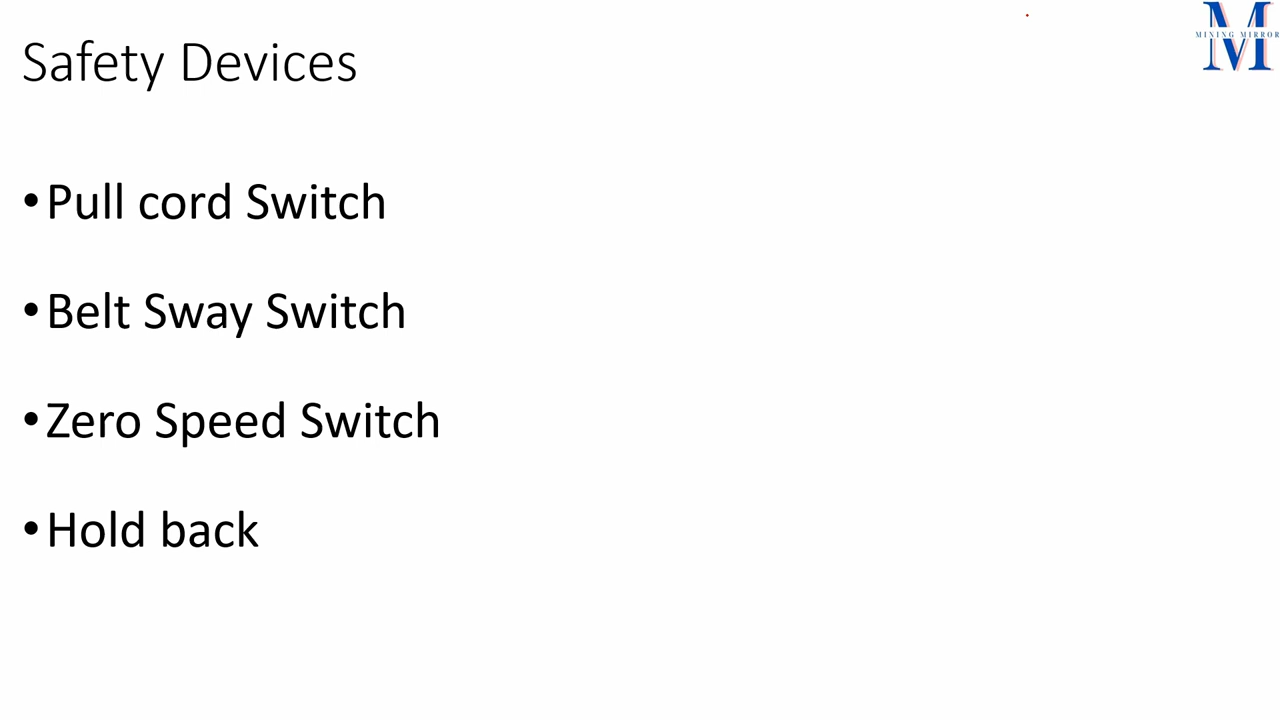 Safety Devices
MINING MIRROR
•Pull cord Switch
•Belt Sway Switch
•Zero Speed Switch
•Hold back